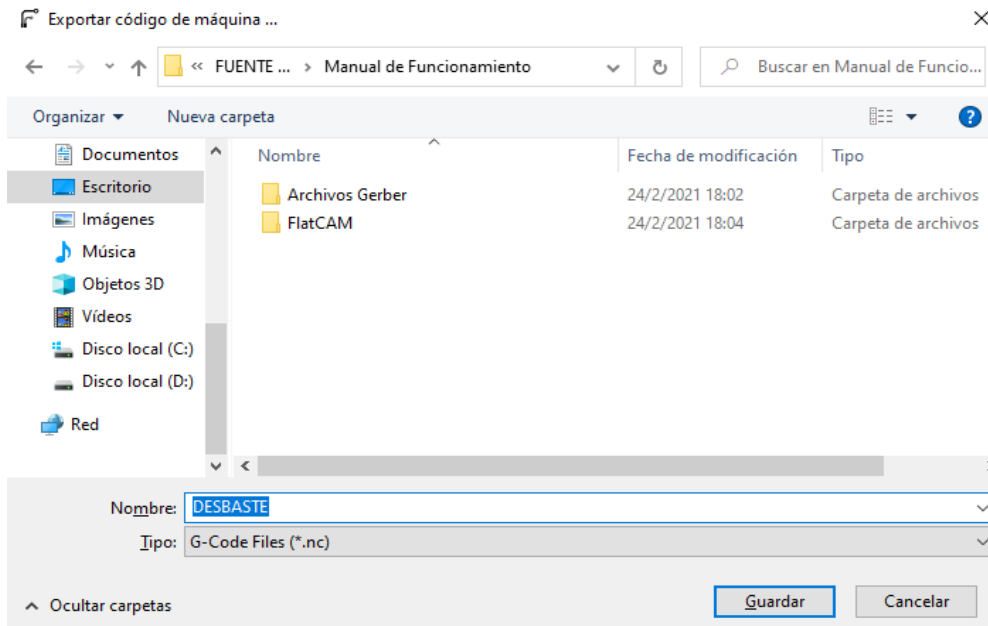 Exportar código de máquina ...
« FUENTE ... › Manual de Funcionamiento
Buscar en Manual de Funcio...
Organizar
Nueva carpeta
Documentos
Escritorio
Imágenes
Música
Objetos 3D
Vídeos
Disco local (C:)
Disco local (D:)
Red
Nombre Fecha de modificación Tipo
Archivos Gerber 24/2/2021 18:02 Carpeta de archivos
FlatCAM 24/2/2021 18:04 Carpeta de archivos
Nombre: DESBASTE
Tipo: G-Code Files (*.nc)
Ocultar carpetas
Guardar
Cancelar